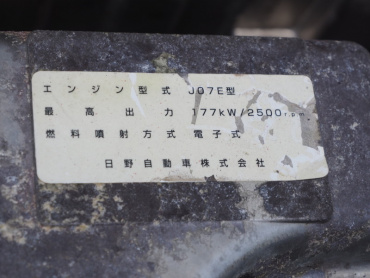 エンジン型式 J07E型
最高出力 177kW/2500r.p.m.
燃料噴射方式 電子式
日野自動車株式会社